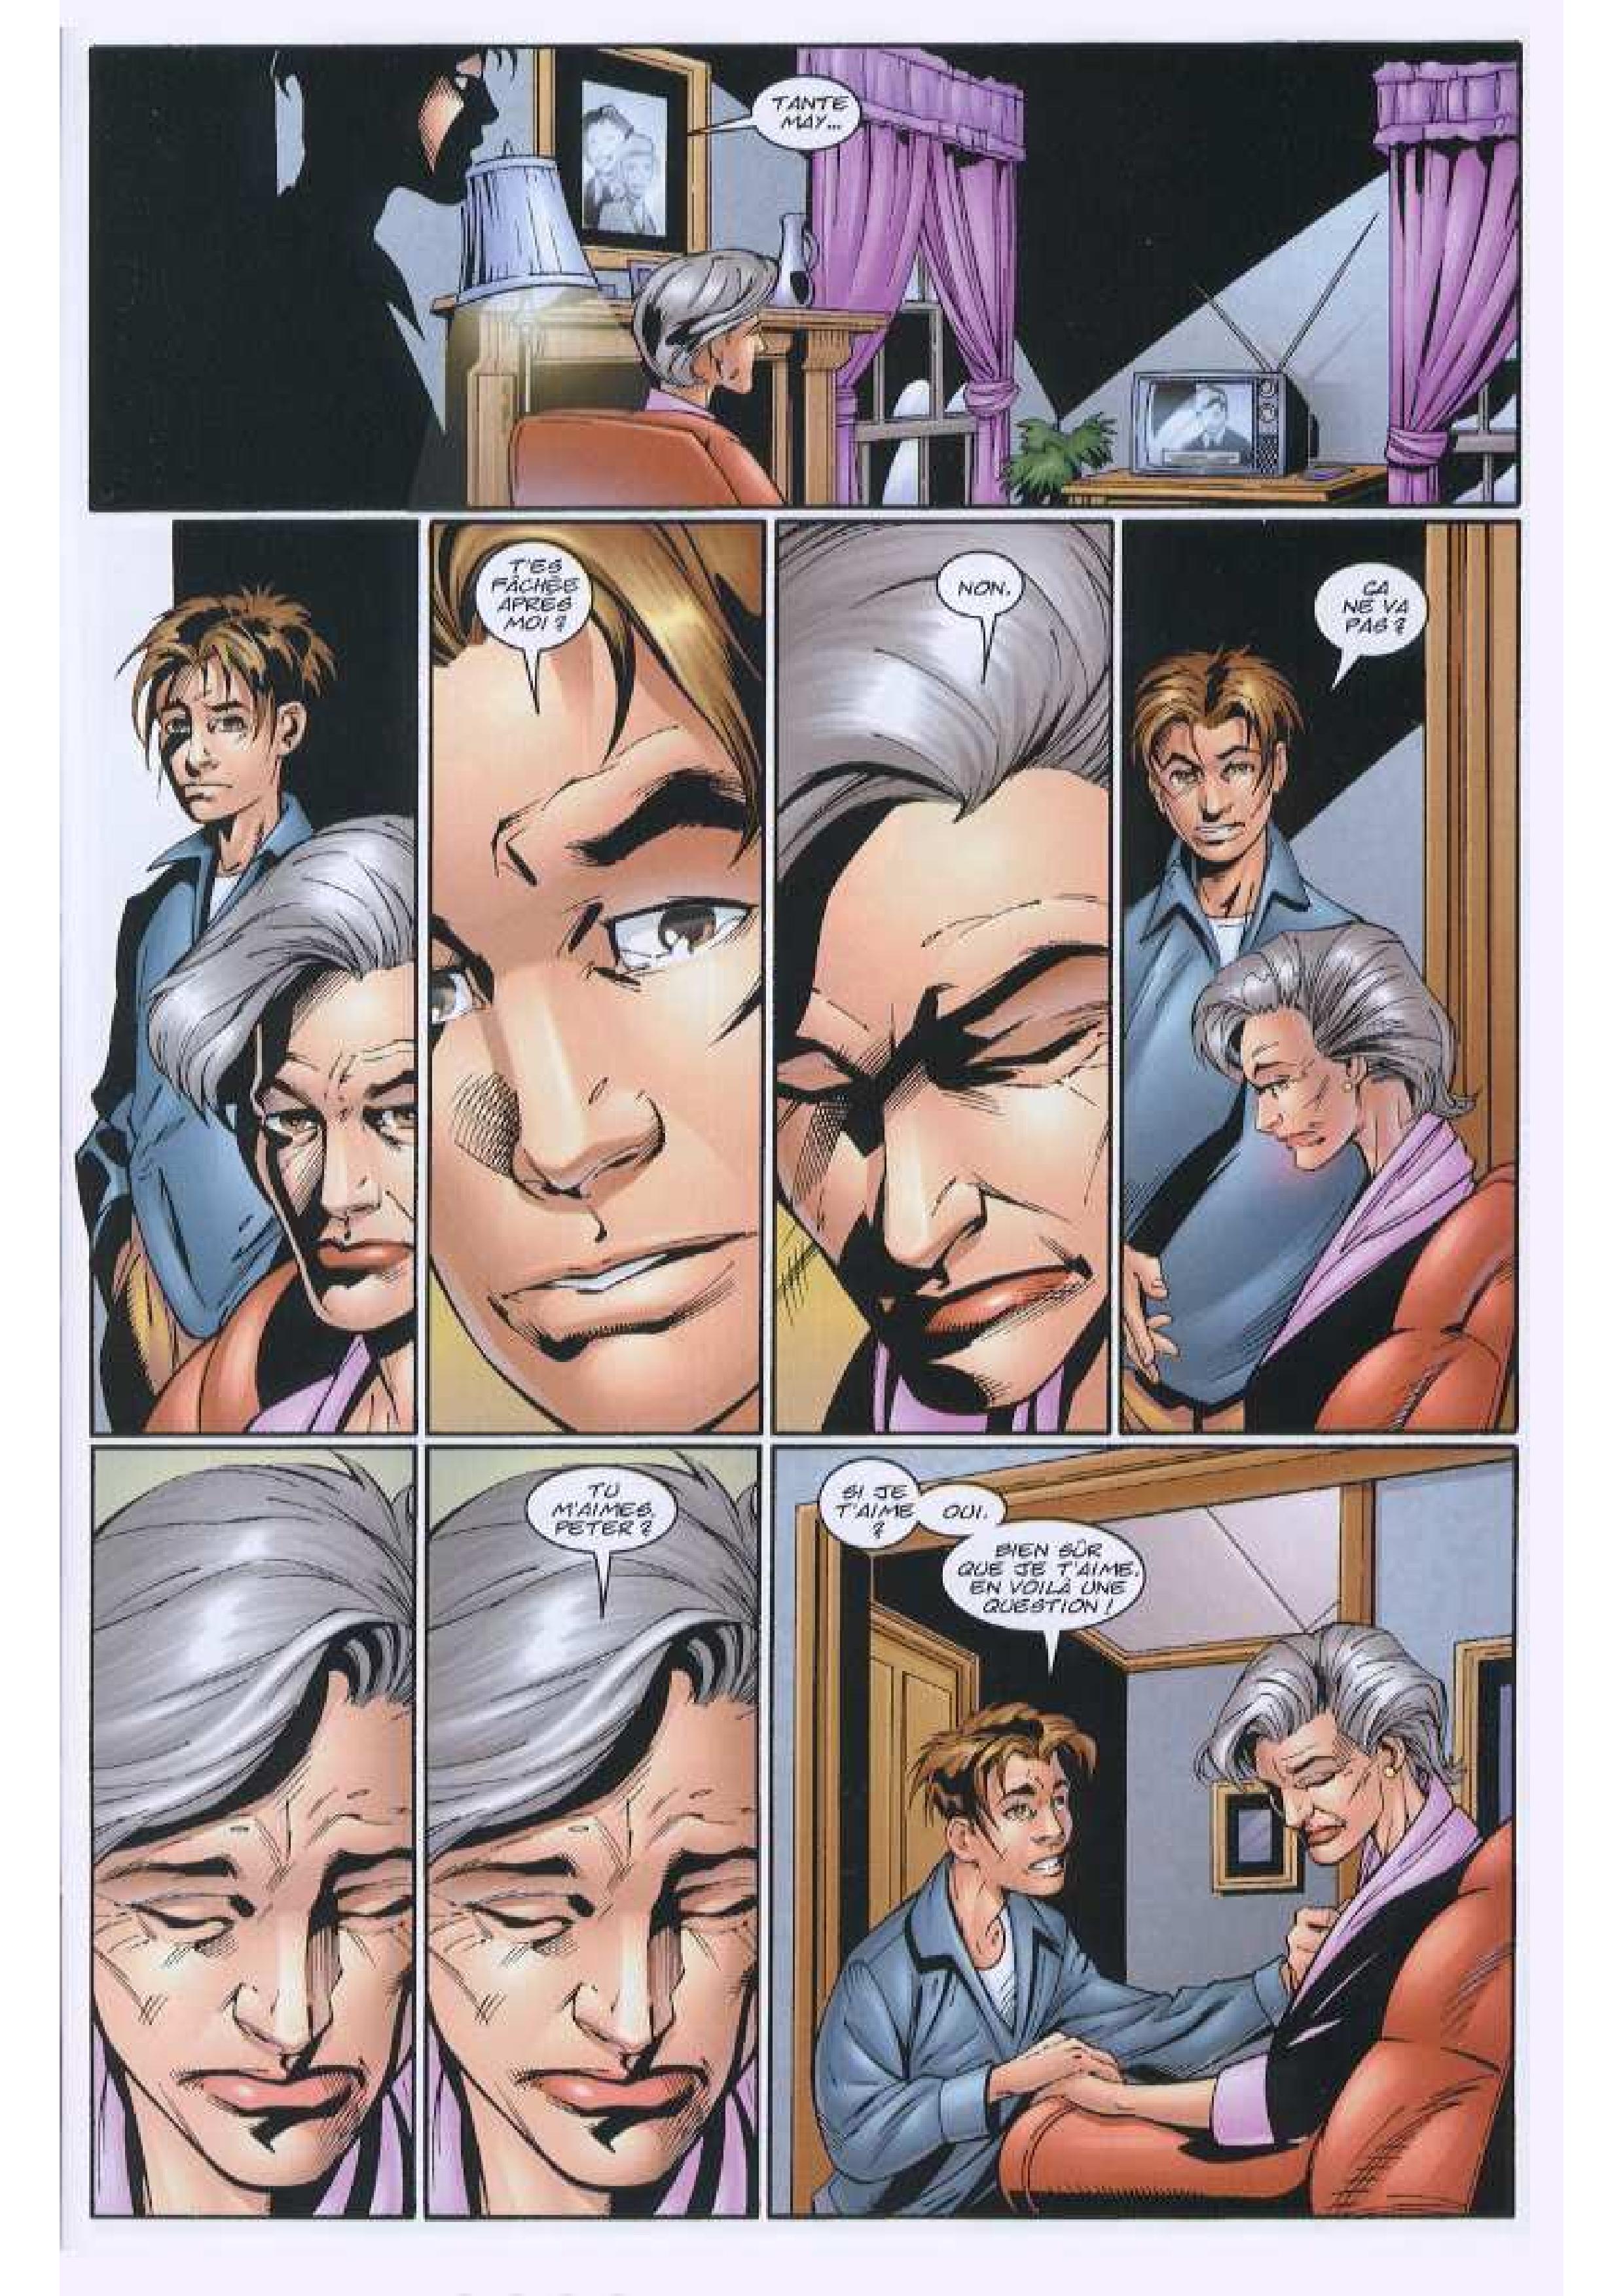 TANTE
MAY...
T'ES
FÂCHÉE
APRES
MOI ?
NON.
ÇA
NE VA
PAS ?
TU
M'AIMES,
PETER ?
SI JE
T'AIME
?
OUI.
BIEN SÛR
QUE JE T'AIME.
EN VOILÀ UNE
QUESTION !